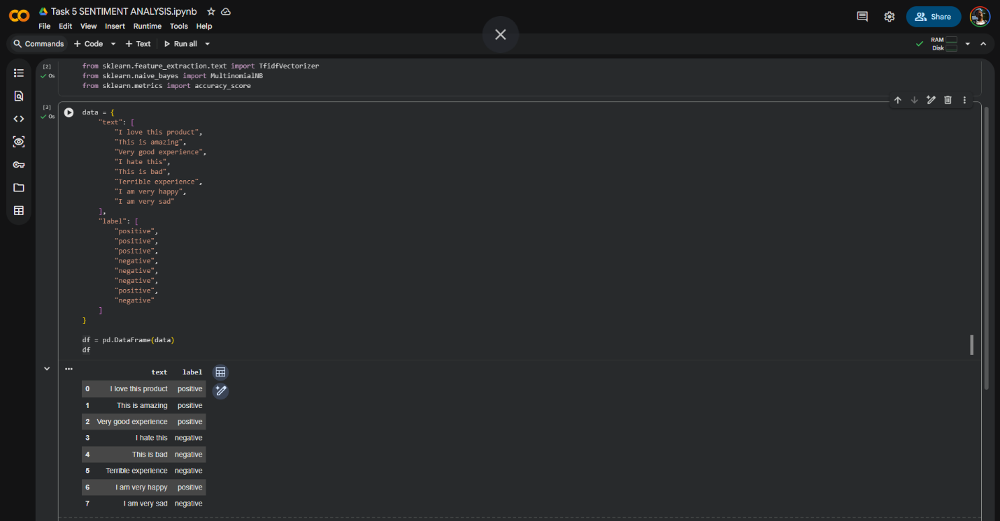 Task 5 SENTIMENT ANALYSIS.ipynb
File Edit View Insert Runtime Tools Help
Share
Commands + Code + Text Run all
RAM
Disk
[2]
0s
from sklearn.feature_extraction.text import TfidfVectorizer
from sklearn.naive_bayes import MultinomialNB
from sklearn.metrics import accuracy_score
[3]
0s
data = {
"text": [
"I love this product",
"This is amazing",
"Very good experience",
"I hate this",
"This is bad",
"Terrible experience",
"I am very happy",
"I am very sad"
],
"label": [
"positive",
"positive",
"positive",
"negative",
"negative",
"negative",
"positive",
"negative"
]
}
df = pd.DataFrame(data)
df
text label
0 I love this product positive
1 This is amazing positive
2 Very good experience positive
3 I hate this negative
4 This is bad negative
5 Terrible experience negative
6 I am very happy positive
7 I am very sad negative